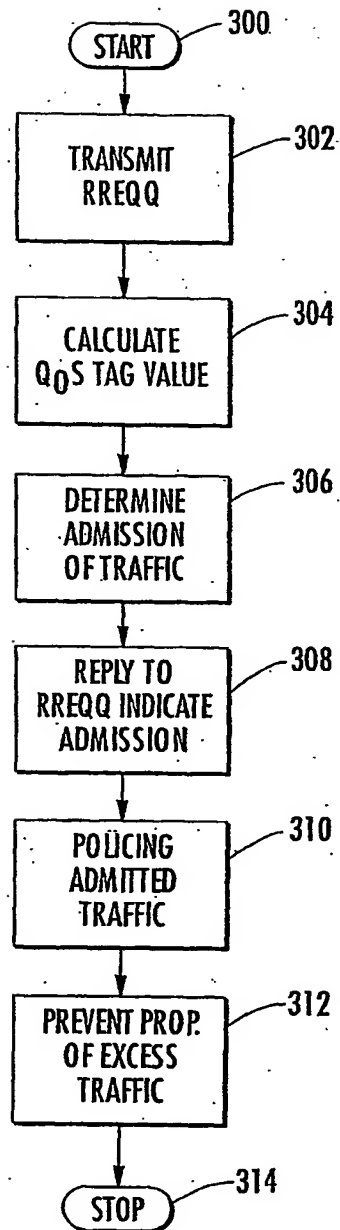 START
300
TRANSMIT
RREQQ
302
CALCULATE
QOS TAG VALUE
304
DETERMINE
ADMISSION
OF TRAFFIC
306
REPLY TO
RREQQ INDICATE
ADMISSION
308
POLICING
ADMITTED
TRAFFIC
310
PREVENT PROP.
OF EXCESS
TRAFFIC
312
STOP
314